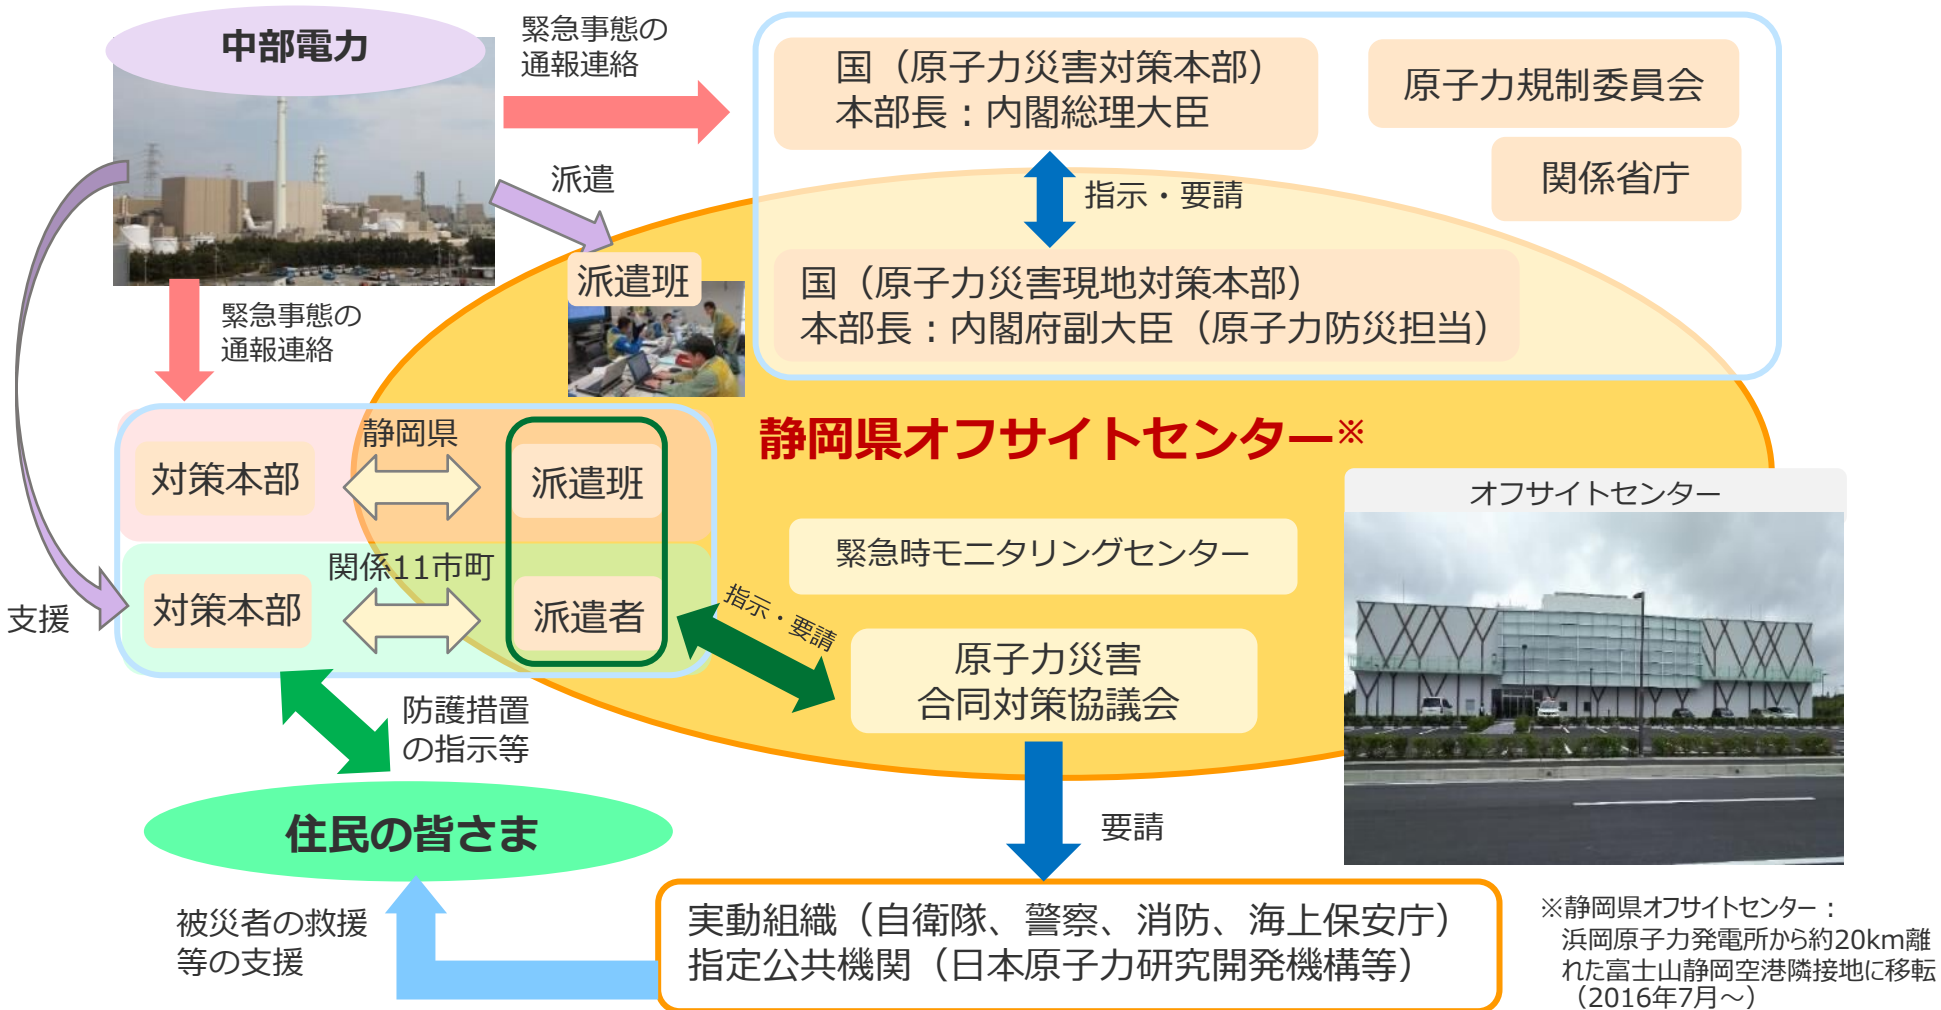 中部電力
緊急事態の
通報連絡
国（原子力災害対策本部）
本部長：内閣総理大臣
原子力規制委員会
関係省庁
派遣
指示・要請
派遣班
国（原子力災害現地対策本部）
本部長：内閣府副大臣（原子力防災担当）
緊急事態の
通報連絡
静岡県オフサイトセンター※
静岡県
対策本部
派遣班
オフサイトセンター
緊急時モニタリングセンター
関係11市町
対策本部
派遣者
支援
指示・要請
原子力災害
合同対策協議会
防護措置
の指示等
住民の皆さま
要請
被災者の救援
等の支援
実動組織（自衛隊、警察、消防、海上保安庁）
指定公共機関（日本原子力研究開発機構等）
※静岡県オフサイトセンター：
浜岡原子力発電所から約20km離
れた富士山静岡空港隣接地に移転
（2016年7月～）